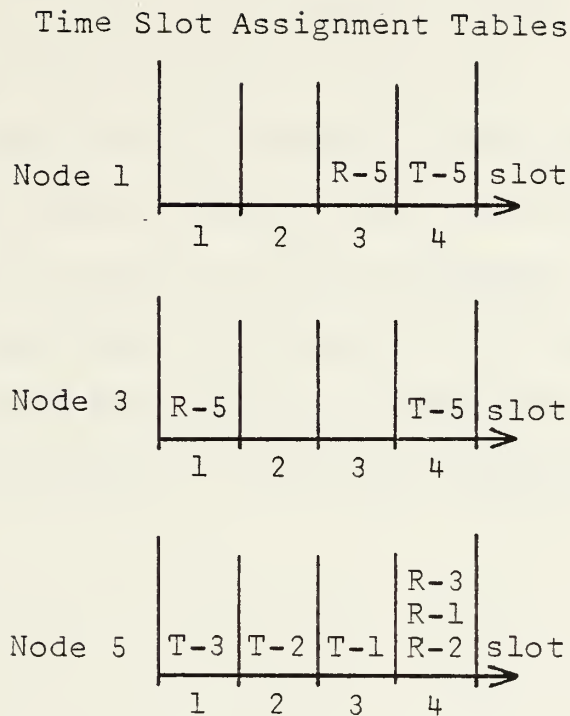 Time Slot Assignment Tables
Node 1 R-5 T-5 slot
1 2 3 4
Node 3 R-5 T-5 slot
1 2 3 4
R-3
R-1
Node 5 T-3 T-2 T-1 R-2 slot
1 2 3 4